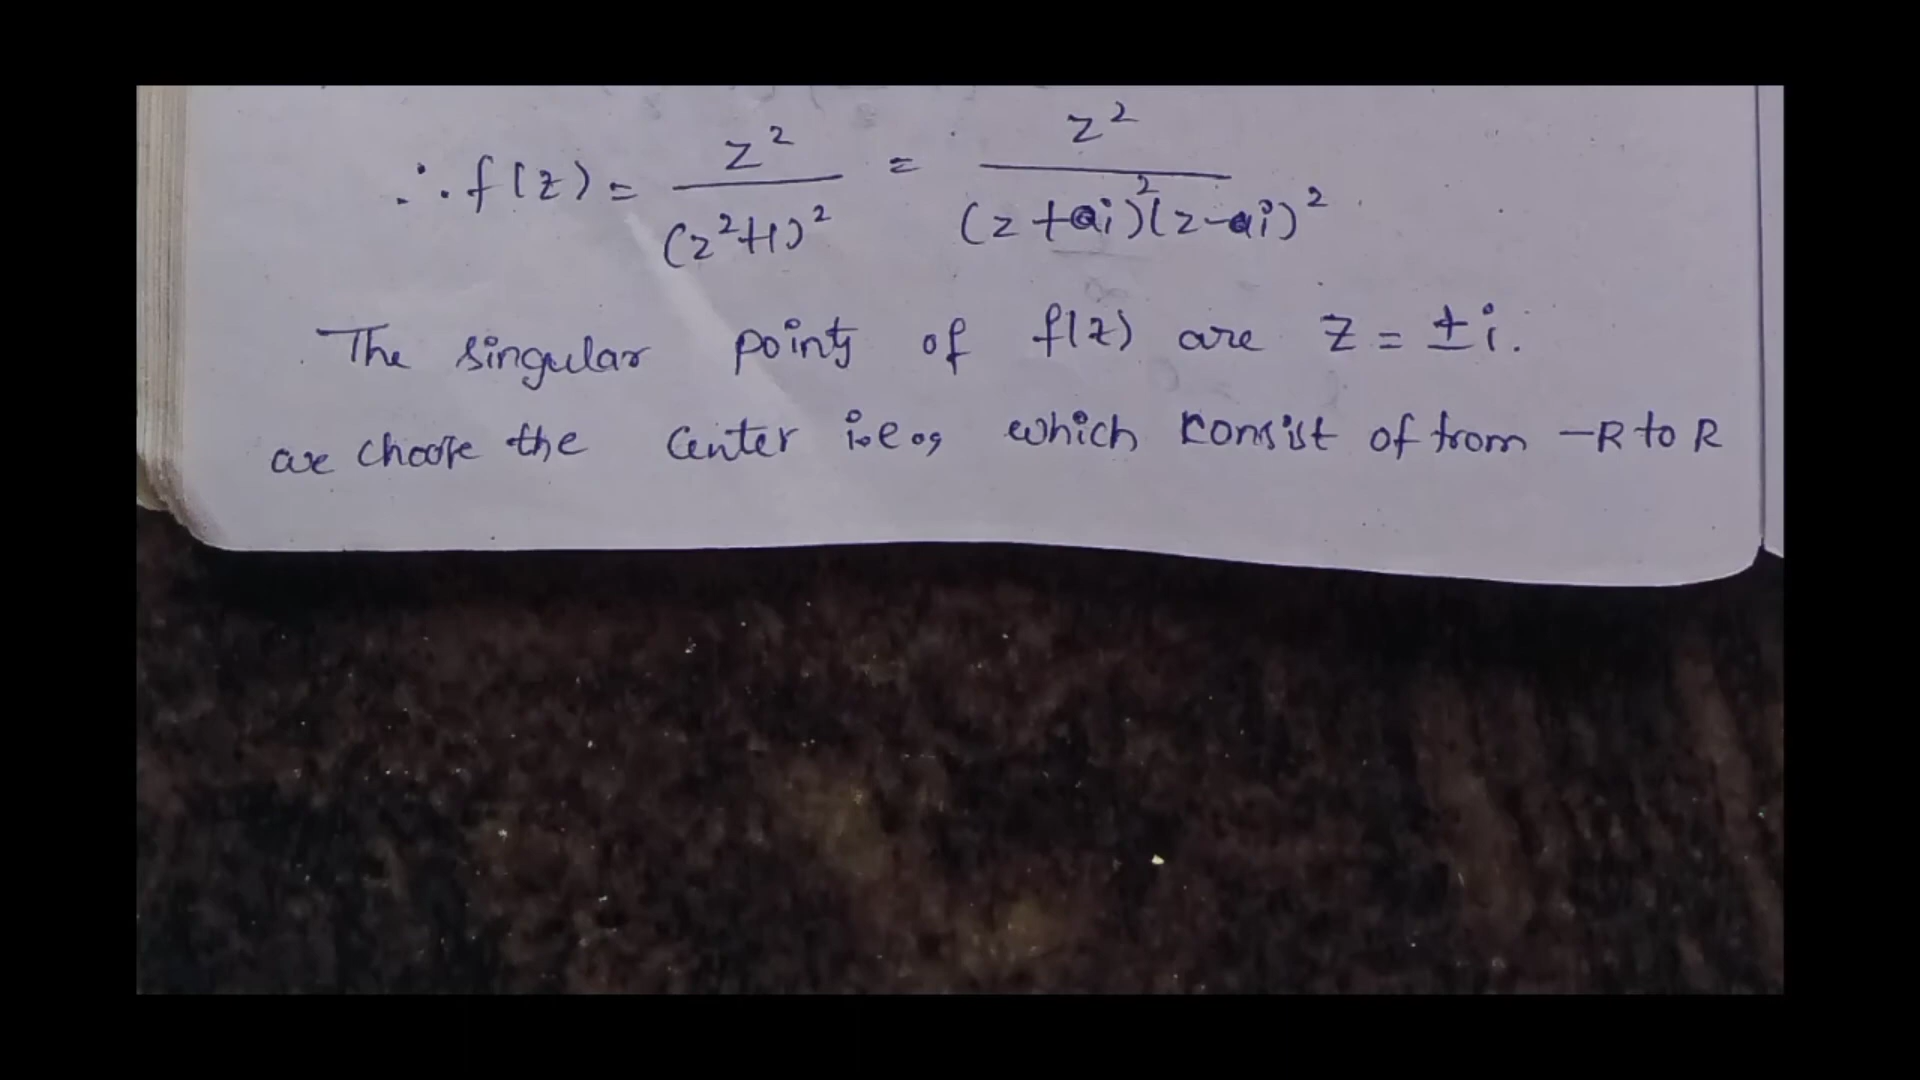 ∴ f(z) = z²/(z²+1)² = z²/(z+ai)²(z-ai)²
The singular points of f(z) are z = ±i.
are choose the Center i.e., which consist of from -R to R